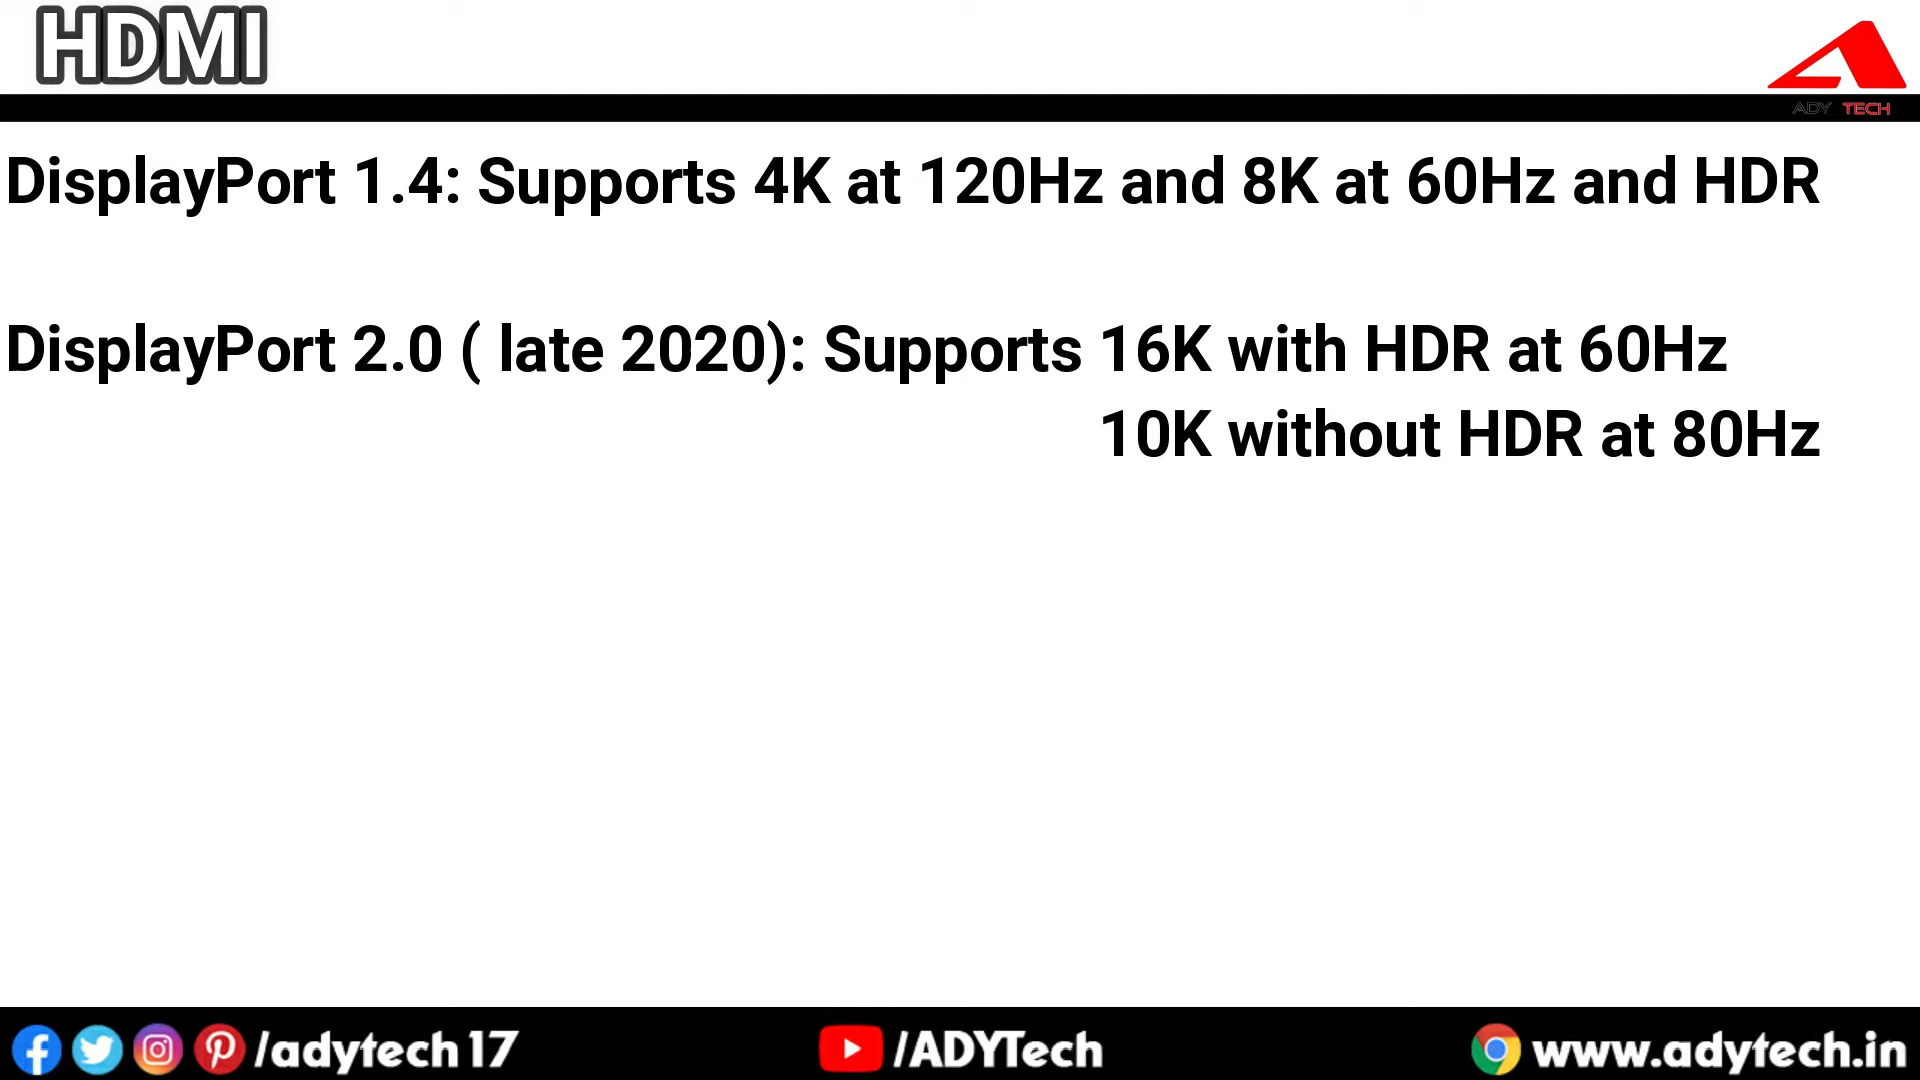 HDMI
ADY TECH
DisplayPort 1.4: Supports 4K at 120Hz and 8K at 60Hz and HDR
DisplayPort 2.0 ( late 2020): Supports 16K with HDR at 60Hz
10K without HDR at 80Hz
/adytech17
/ADYTech
www.adytech.in